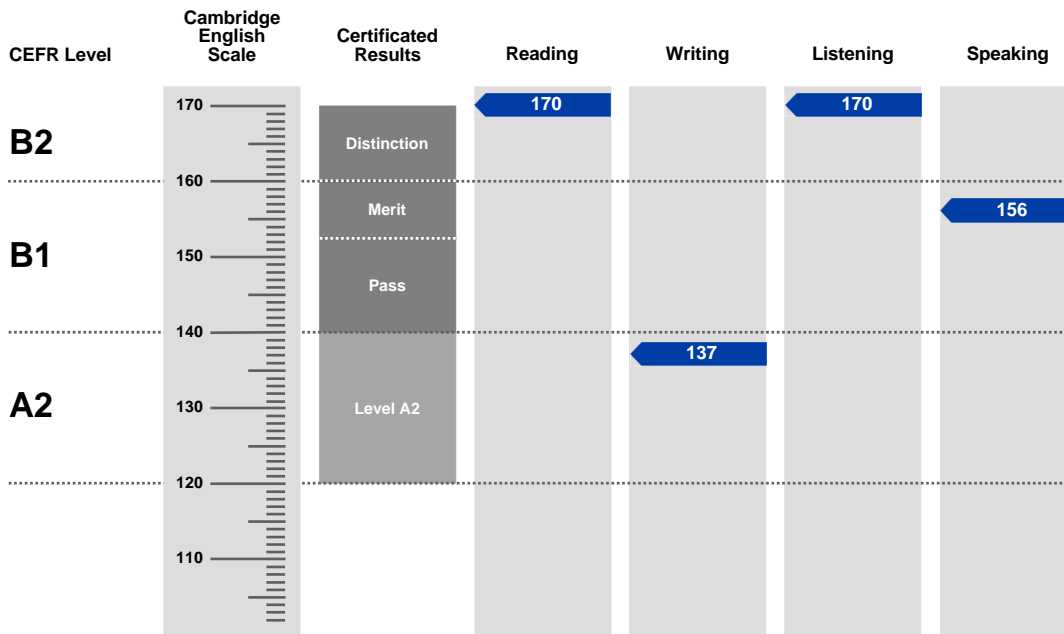 CEFR Level
Cambridge
English
Scale
Certificated
Results
Reading
Writing
Listening
Speaking
170
170
170
B2
Distinction
160
Merit
156
B1
150
Pass
140
137
A2
130
Level A2
120
110